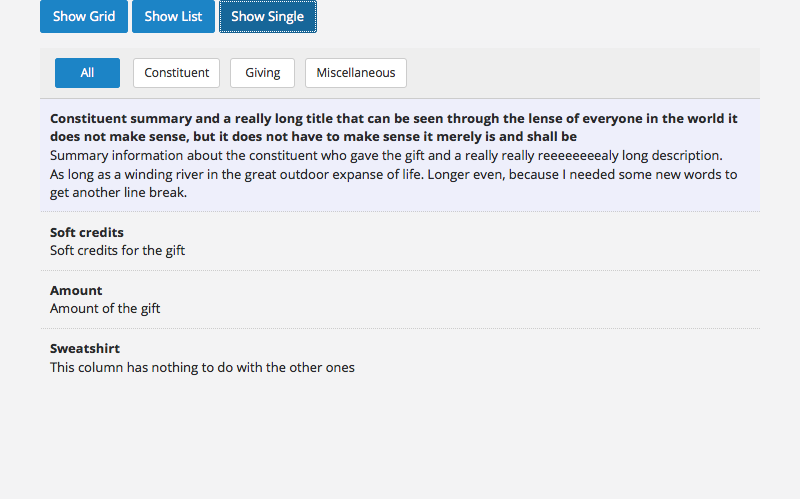 Show Grid Show List Show Single
All Constituent Giving Miscellaneous
Constituent summary and a really long title that can be seen through the lense of everyone in the world it
does not make sense, but it does not have to make sense it merely is and shall be
Summary information about the constituent who gave the gift and a really really reeeeeeeealy long description.
As long as a winding river in the great outdoor expanse of life. Longer even, because I needed some new words to
get another line break.
Soft credits
Soft credits for the gift
Amount
Amount of the gift
Sweatshirt
This column has nothing to do with the other ones